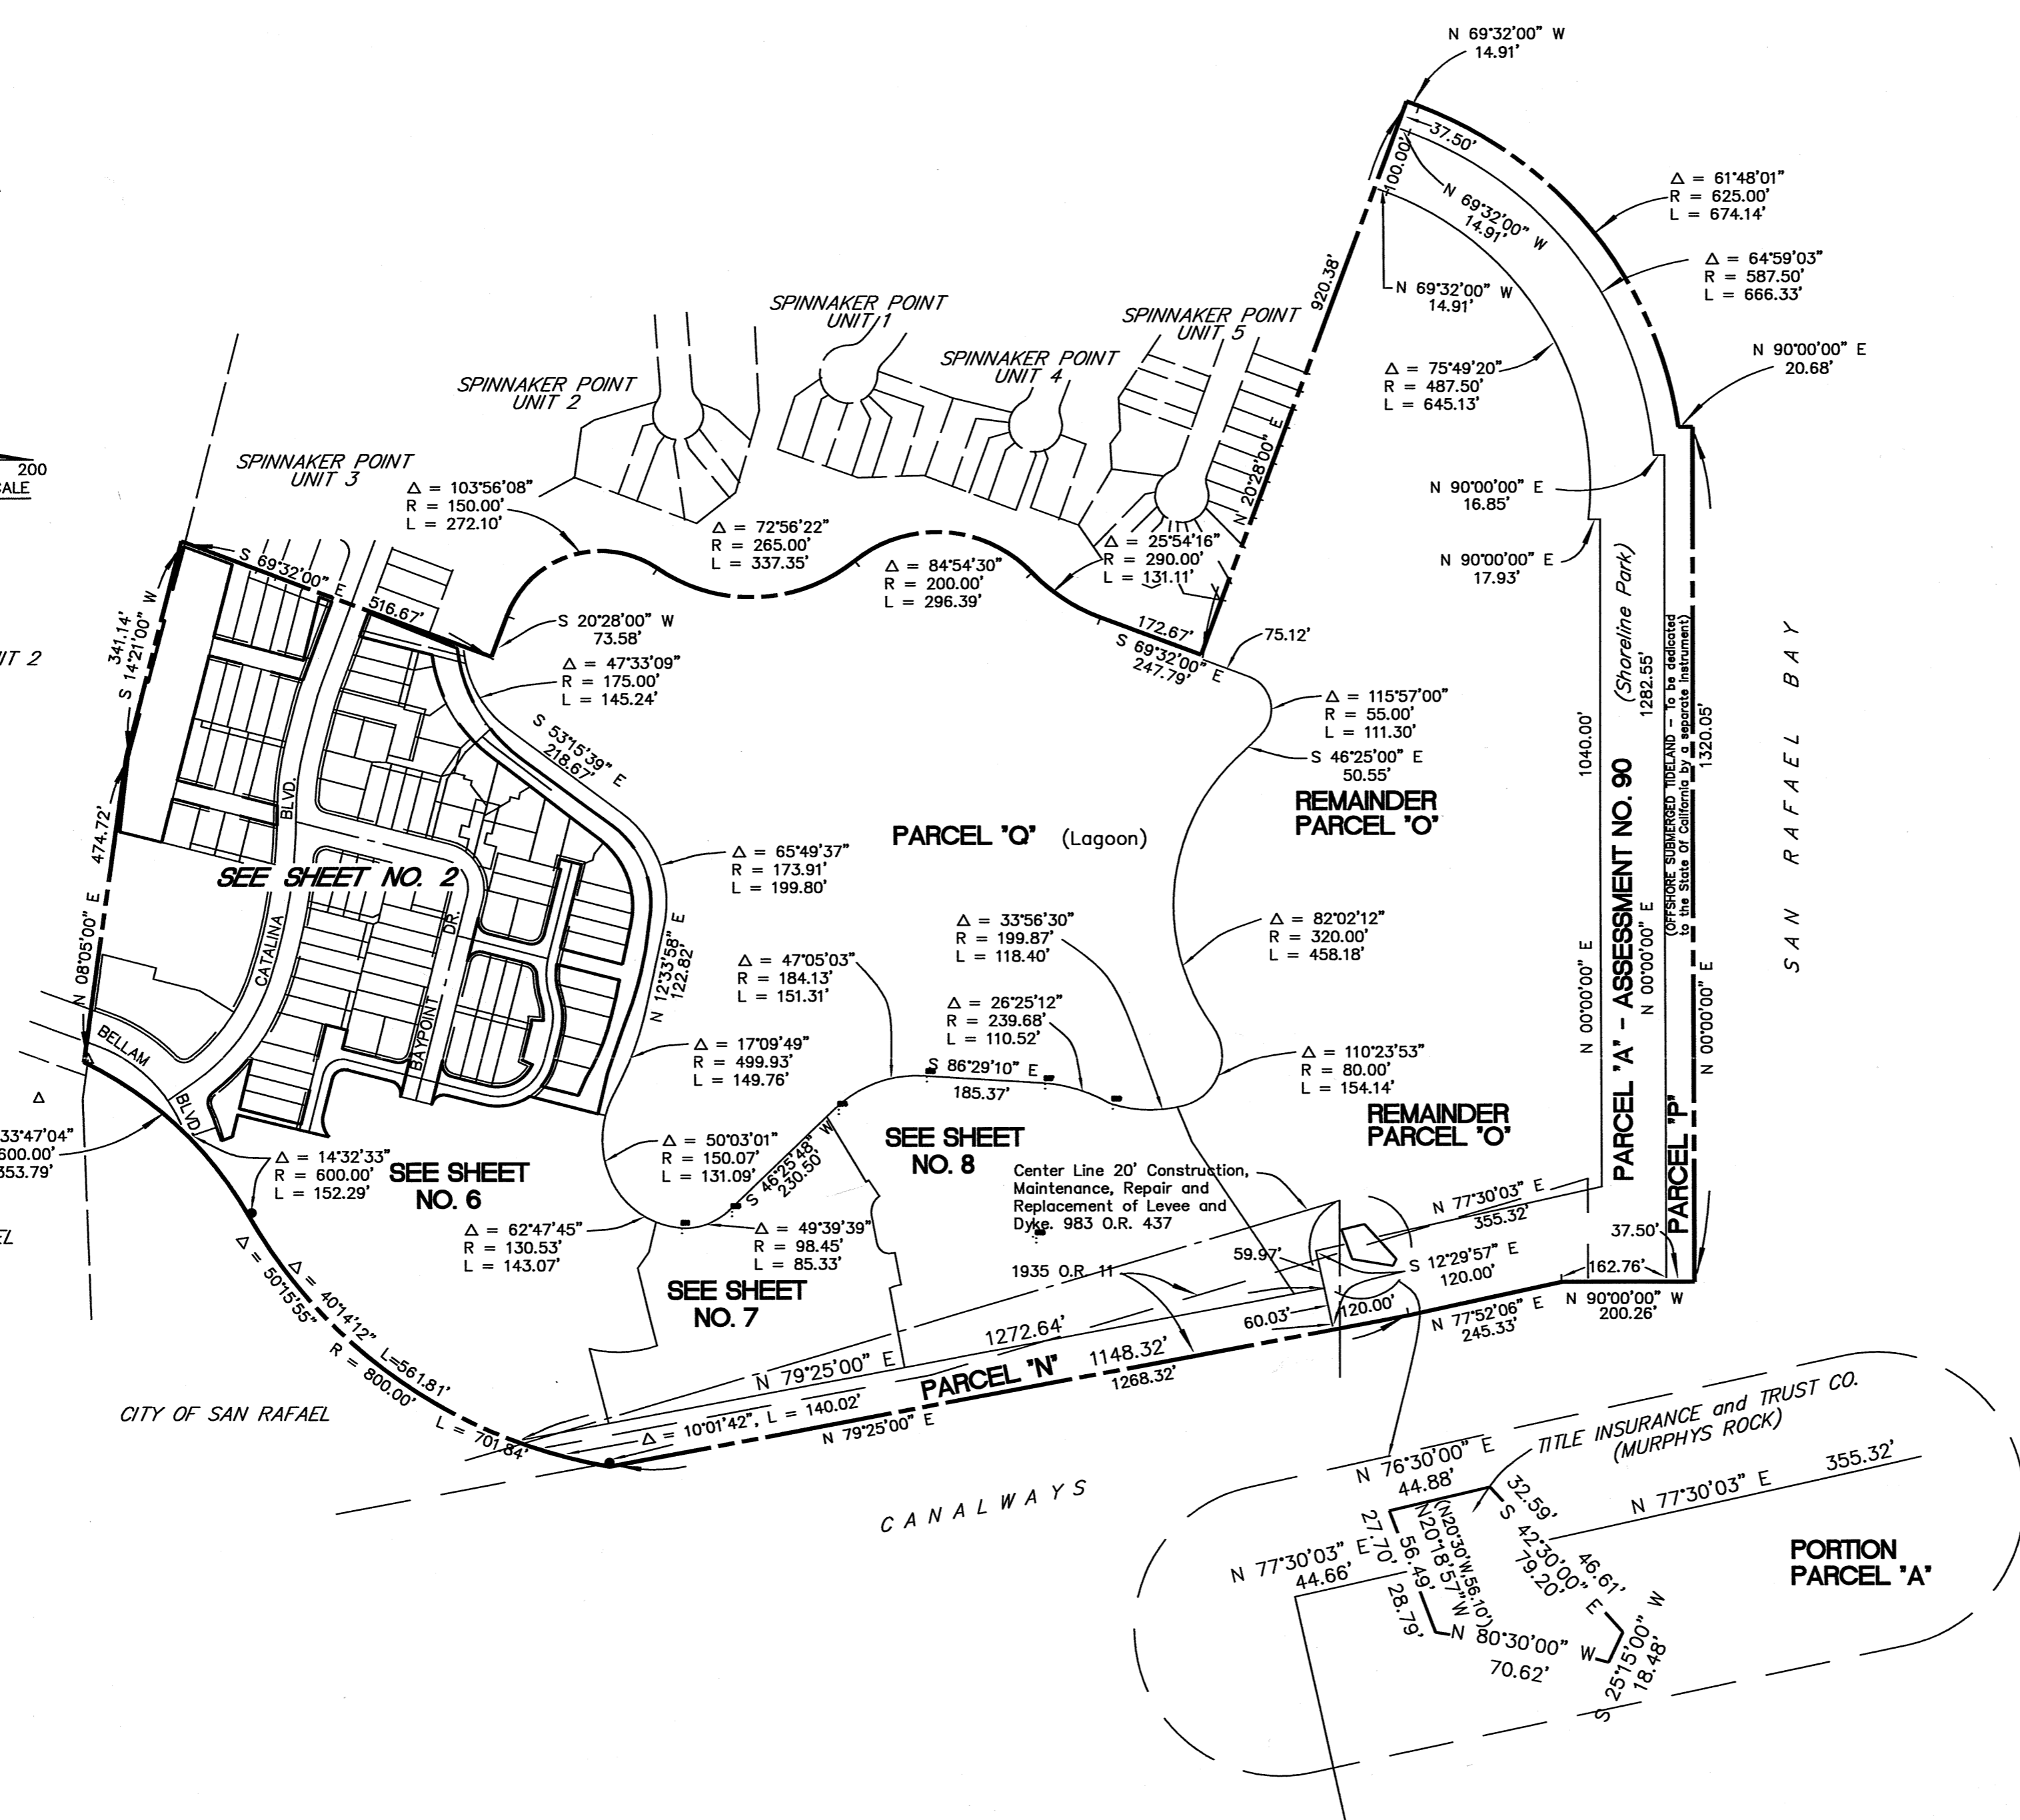 N 69°32'00" W
14.91'
37.50'
100.00'
N 69°32'00" W
14.91'
Δ = 61°48'01"
R = 625.00'
L = 674.14'
Δ = 64°59'03"
R = 587.50'
L = 666.33'
N 69°32'00" W
14.91'
920.38'
N 20°28'00" E
N 90°00'00" E
20.68'
Δ = 75°49'20"
R = 487.50'
L = 645.13'
SPINNAKER POINT
UNIT 1
SPINNAKER POINT
UNIT 5
SPINNAKER POINT
UNIT 4
SPINNAKER POINT
UNIT 2
SPINNAKER POINT
UNIT 3
200
Δ = 103°56'08"
R = 150.00'
L = 272.10'
Δ = 72°56'22"
R = 265.00'
L = 337.35'
Δ = 84°54'30"
R = 200.00'
L = 296.39'
Δ = 25°54'16"
R = 290.00'
L = 131.11'
N 90°00'00" E
16.85'
N 90°00'00" E
17.93'
S 69°32'00" E
516.67'
S 20°28'00" W
73.58'
341.14'
S 14°21'00" W
IT 2
Δ = 47°33'09"
R = 175.00'
L = 145.24'
172.67'
S 69°32'00" E
247.79'
75.12'
Δ = 115°57'00"
R = 55.00'
L = 111.30'
S 46°25'00" E
50.55'
S 53°15'39" E
218.67'
REMAINDER
PARCEL "O"
PARCEL "Q" (Lagoon)
(Shoreline Park)
1282.55'
1040.00'
N 00°00'00" E
PARCEL "A" - ASSESSMENT NO. 90
N 00°00'00" E
(OFFSHORE SUBMERGED TIDELAND - To be dedicated
to the State Of California by a separate instrument)
1320.05'
N 00°00'00" E
PARCEL "P"
SAN RAFAEL BAY
474.72'
N 08°05'00" E
SEE SHEET NO. 2
CATALINA BLVD.
BAYPOINT DR.
BELLAM BLVD
Δ = 65°49'37"
R = 173.91'
L = 199.80'
N 12°33'58" E
122.82'
Δ = 33°56'30"
R = 199.87'
L = 118.40'
Δ = 82°02'12"
R = 320.00'
L = 458.18'
Δ = 47°05'03"
R = 184.13'
L = 151.31'
Δ = 26°25'12"
R = 239.68'
L = 110.52'
Δ = 17°09'49"
R = 499.93'
L = 149.76'
S 86°29'10" E
185.37'
Δ = 110°23'53"
R = 80.00'
L = 154.14'
Δ
33°47'04"
600.00'
353.79'
Δ = 14°32'33"
R = 600.00'
L = 152.29'
SEE SHEET
NO. 6
Δ = 50°03'01"
R = 150.07'
L = 131.09'
S 46°25'48" W
230.50'
SEE SHEET
NO. 8
REMAINDER
PARCEL "O"
Center Line 20' Construction,
Maintenance, Repair and
Replacement of Levee and
Dyke. 983 O.R. 437
N 77°30'03" E
355.32'
Δ = 62°47'45"
R = 130.53'
L = 143.07'
Δ = 49°39'39"
R = 98.45'
L = 85.33'
SEE SHEET
NO. 7
1935 O.R. 11
59.97'
S 12°29'57" E
120.00'
37.50'
162.76'
N 90°00'00" W
200.26'
60.03'
120.00'
N 77°52'06" E
245.33'
Δ = 40°14'12"
L=561.81'
Δ = 50°15'55"
R = 800.00'
L = 701.84'
1272.64'
N 79°25'00" E
PARCEL "N"
1148.32'
1268.32'
Δ = 10°01'42", L = 140.02'
N 79°25'00" E
CITY OF SAN RAFAEL
CANALWAYS
TITLE INSURANCE and TRUST CO.
(MURPHYS ROCK)
N 76°30'00" E
44.88'
32.59'
S 42°30'00" E
79.20'
46.61'
N 77°30'03" E
355.32'
N 77°30'03" E
44.66'
27.70'
56.49'
28.79'
N20°18'57"W
(N20°30'W,56.10')
N 80°30'00" W
70.62'
S 25°15'00" W
18.48'
PORTION
PARCEL "A"